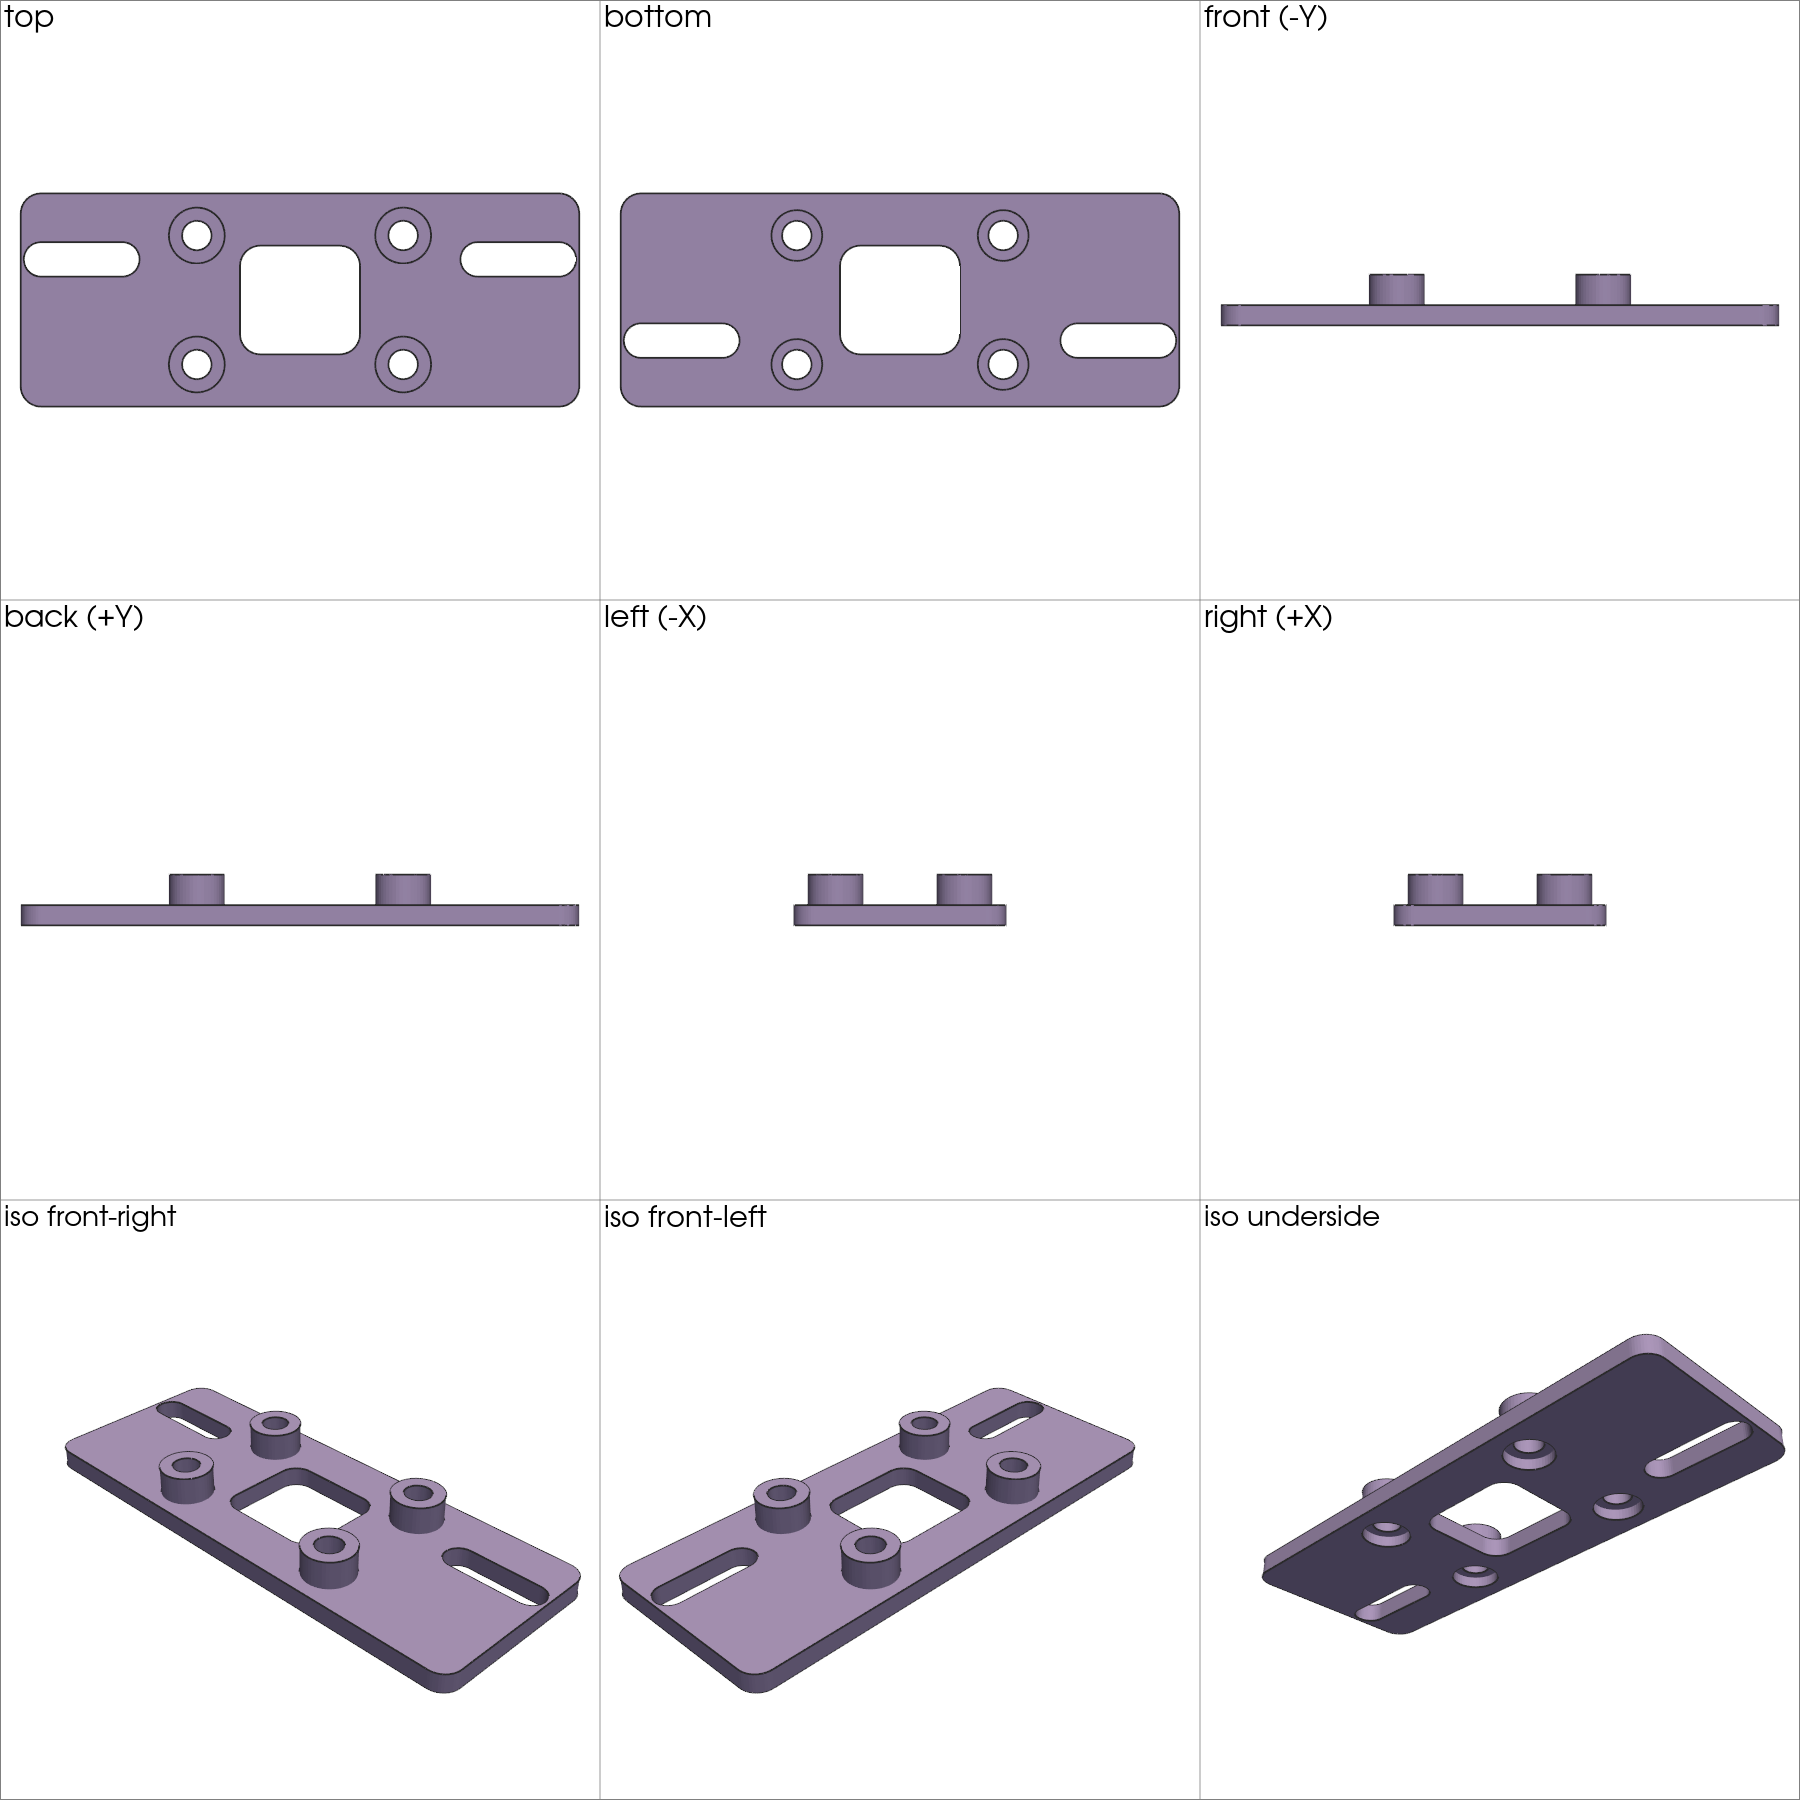 top
bottom
front (-Y)
back (+Y)
left (-X)
right (+X)
iso front-right
iso front-left
iso underside